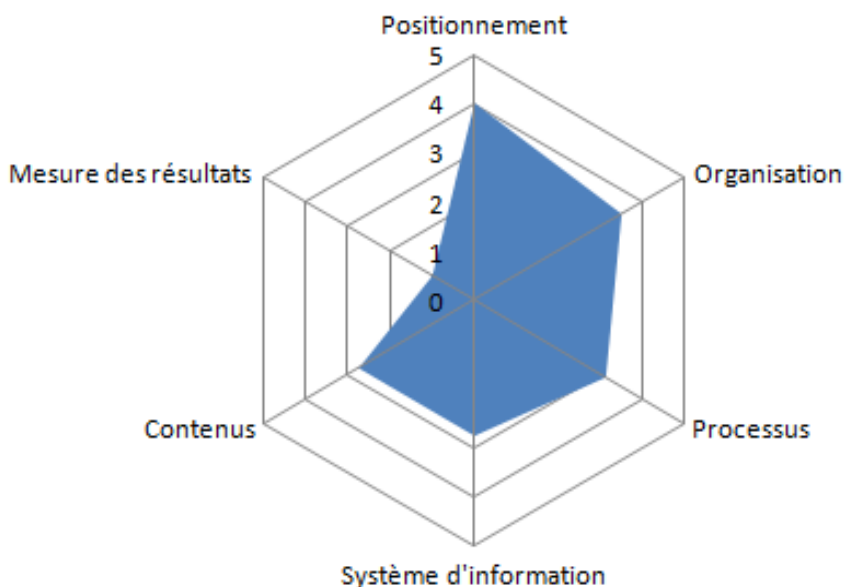 Positionnement
5
4
3
2
1
0
Mesure des résultats
Organisation
Contenus
Processus
Système d'information